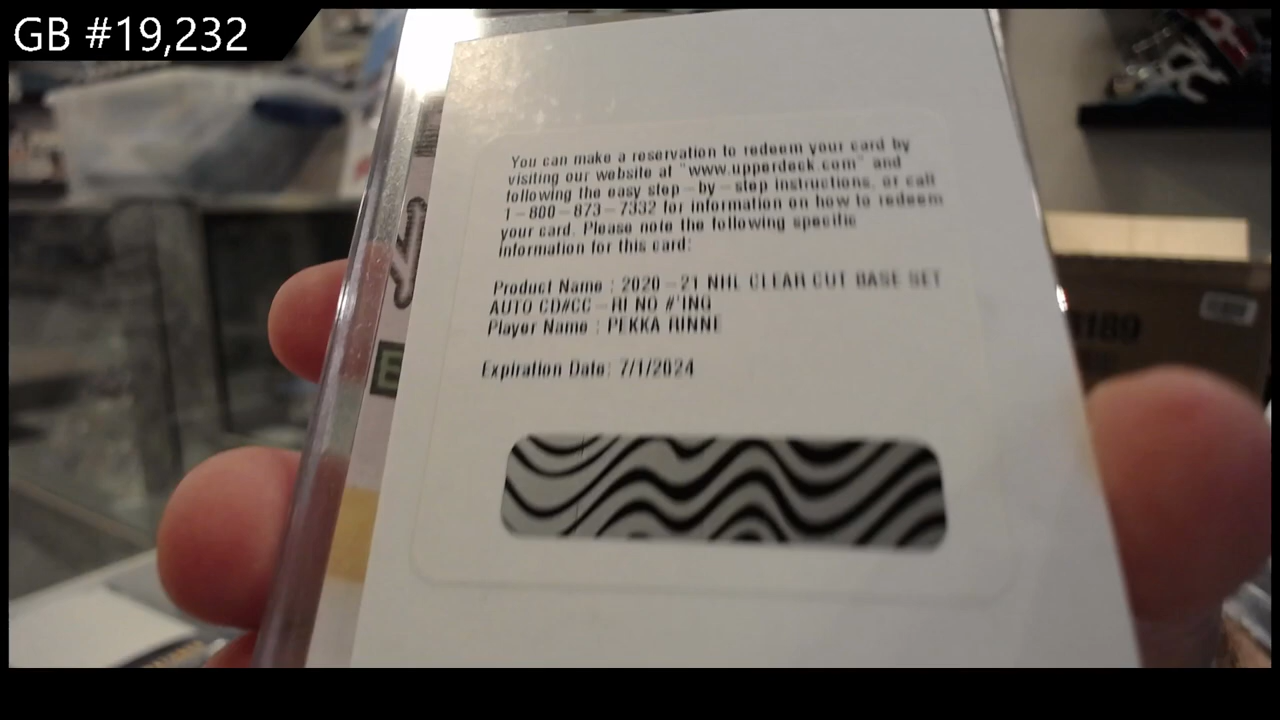 GB #19,232
You can make a reservation to redeem your card by
visiting our website at "www.upperdeck.com" and
following the easy step-by-step instructions, or call
1-800-873-7332 for information on how to redeem
your card. Please note the following specific
information for this card:
Product Name : 2020-21 NHL CLEAR CUT BASE SET
AUTO CD#CC-RI NO #'ING
Player Name : PEKKA RINNE
Expiration Date: 7/1/2024